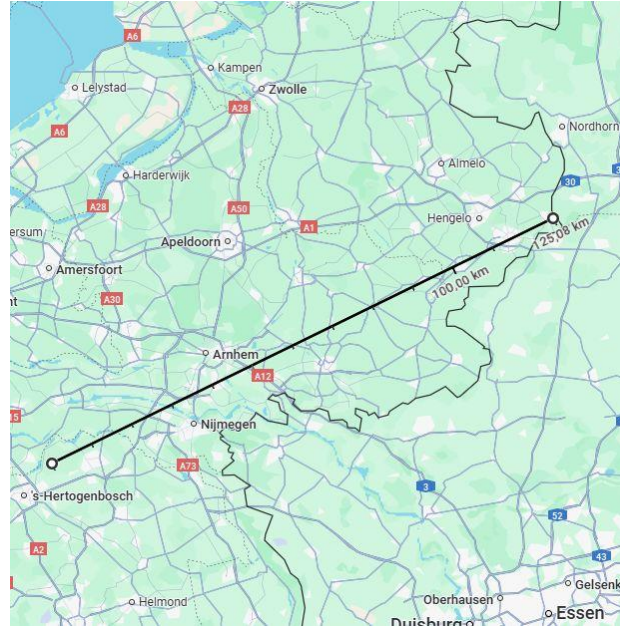 A6
Kampen
Lelystad
Zwolle
A28
Nordhorn
A6
Almelo
Harderwijk
30
A28
A50
Hengelo
A1
ersum
Apeldoorn
125,08 km
Amersfoort
100,00 km
nt
A30
Arnhem
A12
15
Nijmegen
A73
's-Hertogenbosch
3
52
A2
43
Gelsenk
Helmond
Oberhausen
Essen
Duisburg